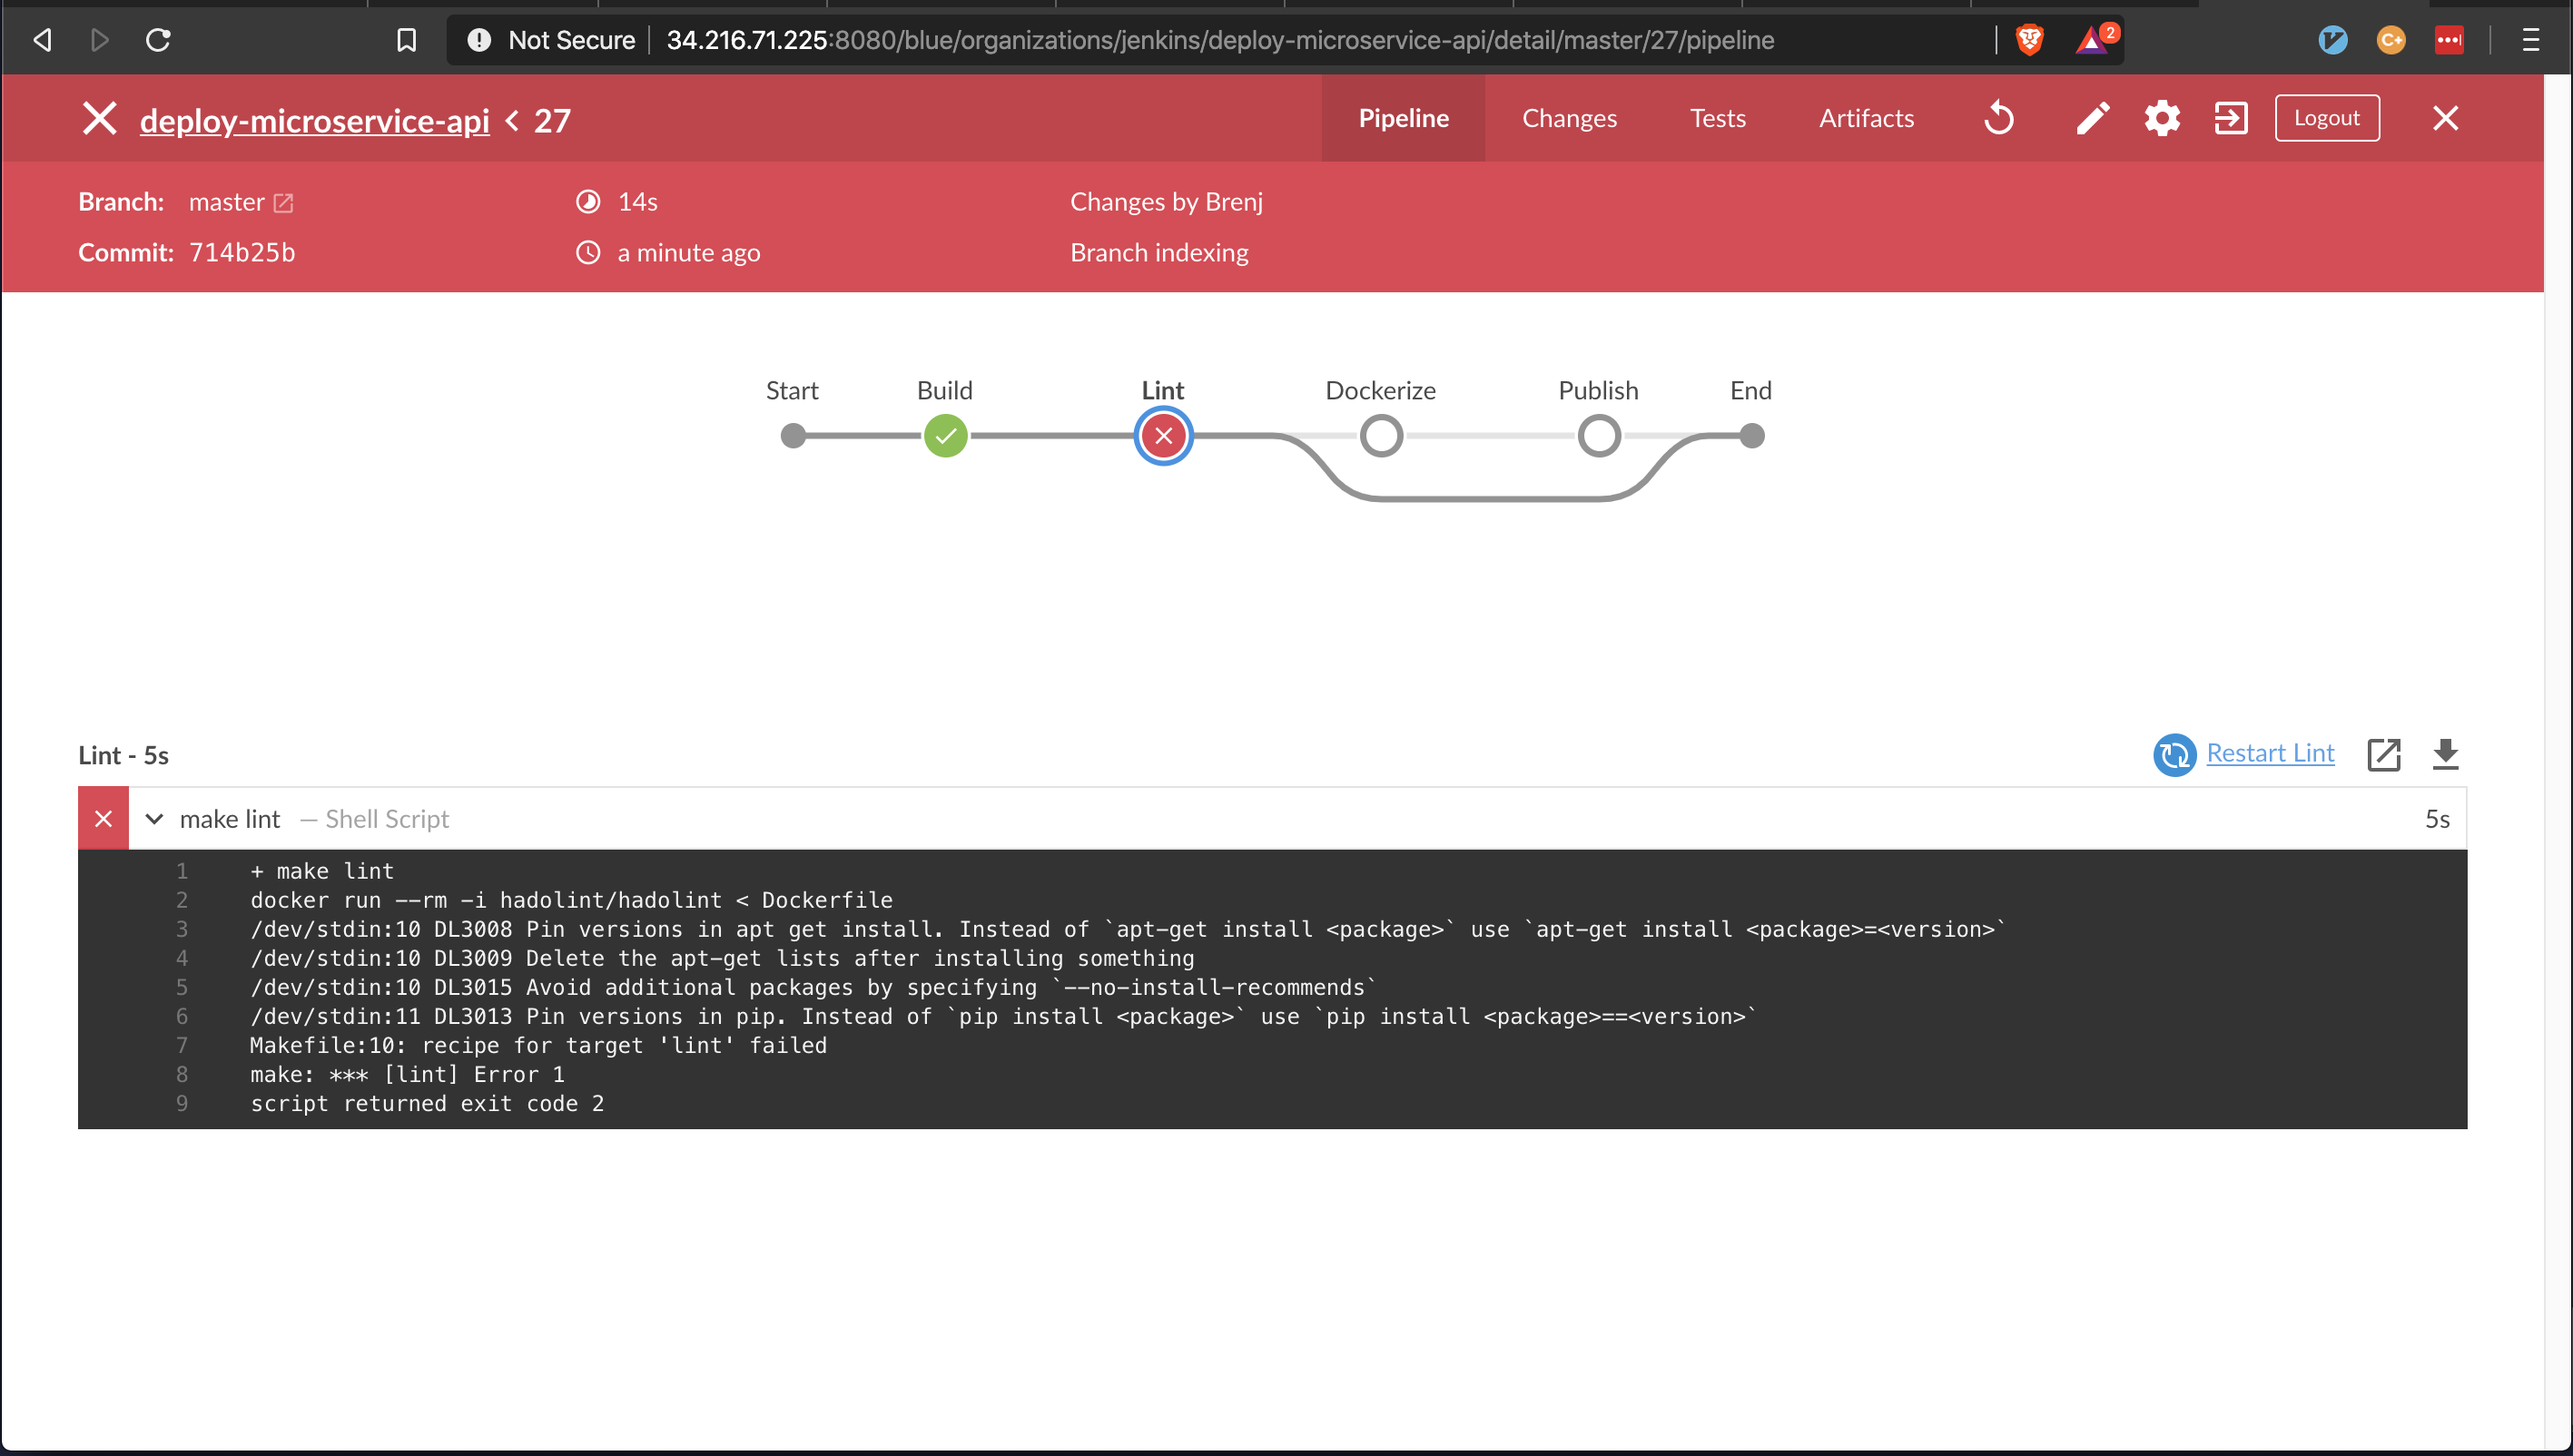 Not Secure 34.216.71.225:8080/blue/organizations/jenkins/deploy-microservice-api/detail/master/27/pipeline 2 C+
deploy-microservice-api < 27 Pipeline Changes Tests Artifacts Logout
Branch: master 14s Changes by Brenj
Commit: 714b25b a minute ago Branch indexing
Start Build Lint Dockerize Publish End
Lint - 5s Restart Lint
make lint — Shell Script 5s
1 + make lint
2 docker run --rm -i hadolint/hadolint < Dockerfile
3 /dev/stdin:10 DL3008 Pin versions in apt get install. Instead of `apt-get install <package>` use `apt-get install <package>=<version>`
4 /dev/stdin:10 DL3009 Delete the apt-get lists after installing something
5 /dev/stdin:10 DL3015 Avoid additional packages by specifying `--no-install-recommends`
6 /dev/stdin:11 DL3013 Pin versions in pip. Instead of `pip install <package>` use `pip install <package>==<version>`
7 Makefile:10: recipe for target 'lint' failed
8 make: *** [lint] Error 1
9 script returned exit code 2